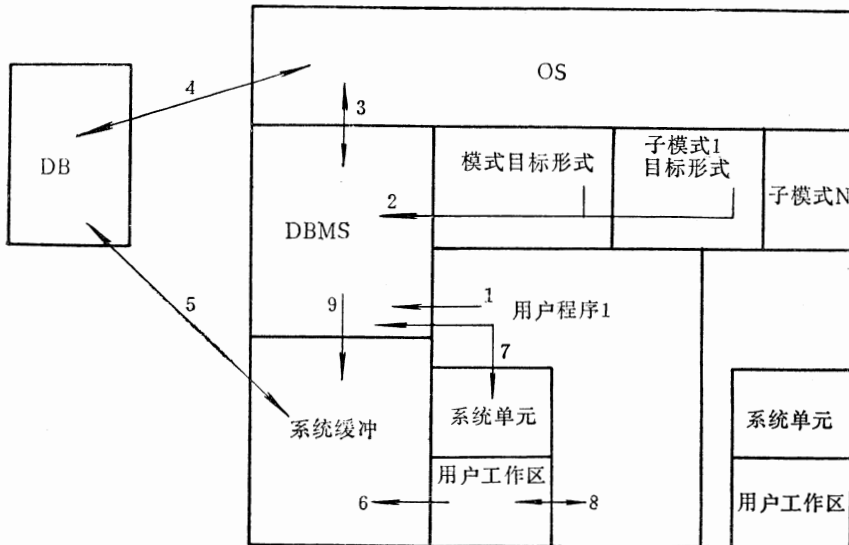 OS
4
3
DB
模式目标形式
子模式1
目标形式
子模式N
2
DBMS
5
9
1
用户程序1
7
系统缓冲
系统单元
系统单元
用户工作区
6
8
用户工作区